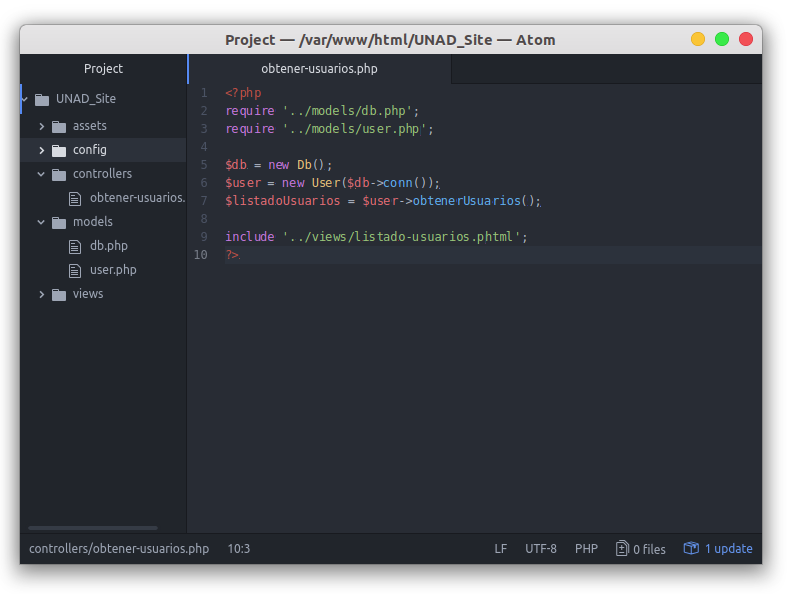 Project — /var/www/html/UNAD_Site — Atom
Project
obtener-usuarios.php
UNAD_Site
assets
config
controllers
obtener-usuarios.
models
db.php
user.php
views
1 <?php
2 require '../models/db.php';
3 require '../models/user.php';
4
5 $db = new Db();
6 $user = new User($db->conn());
7 $listadoUsuarios = $user->obtenerUsuarios();
8
9 include '../views/listado-usuarios.phtml';
10 ?>
controllers/obtener-usuarios.php 10:3 LF UTF-8 PHP 0 files 1 update